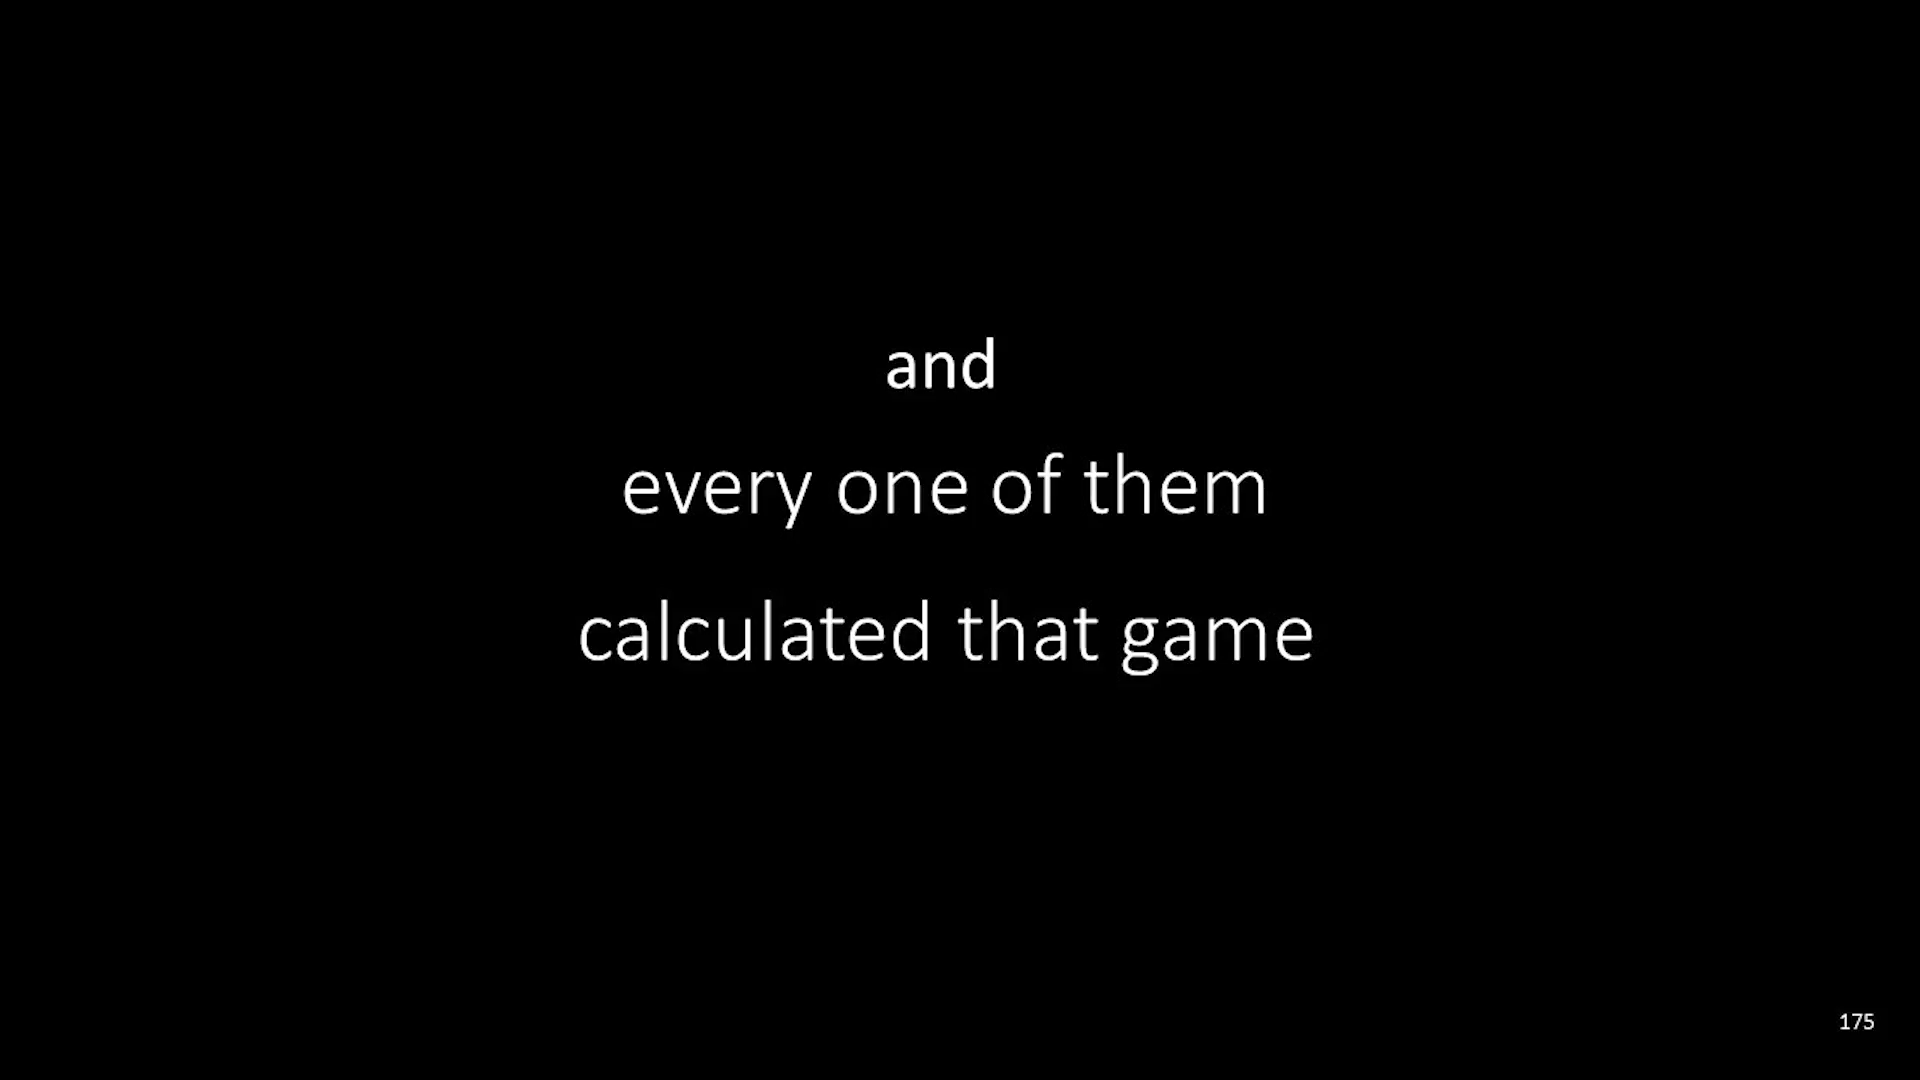 and
every one of them
calculated that game
175